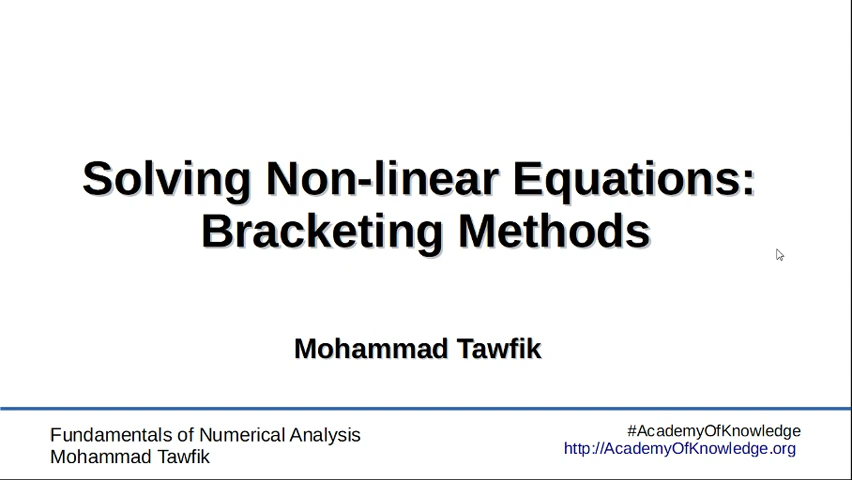 Solving Non-linear Equations:
Bracketing Methods
Mohammad Tawfik
Fundamentals of Numerical Analysis
Mohammad Tawfik
#AcademyOfKnowledge
http://AcademyOfKnowledge.org